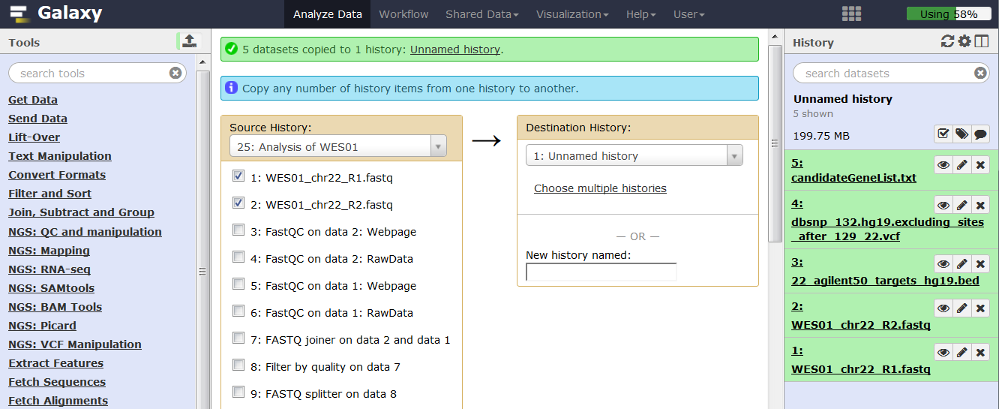 Galaxy
Analyze Data
Workflow
Shared Data
Visualization
Help
User
Using 58%
Tools
search tools
Get Data
Send Data
Lift-Over
Text Manipulation
Convert Formats
Filter and Sort
Join, Subtract and Group
NGS: QC and manipulation
NGS: Mapping
NGS: RNA-seq
NGS: SAMtools
NGS: BAM Tools
NGS: Picard
NGS: VCF Manipulation
Extract Features
Fetch Sequences
Fetch Alignments
5 datasets copied to 1 history: Unnamed history.
Copy any number of history items from one history to another.
Source History:
25: Analysis of WES01
1: WES01_chr22_R1.fastq
2: WES01_chr22_R2.fastq
3: FastQC on data 2: Webpage
4: FastQC on data 2: RawData
5: FastQC on data 1: Webpage
6: FastQC on data 1: RawData
7: FASTQ joiner on data 2 and data 1
8: Filter by quality on data 7
9: FASTQ splitter on data 8
Destination History:
1: Unnamed history
Choose multiple histories
— OR —
New history named:
History
search datasets
Unnamed history
5 shown
199.75 MB
5:
candidateGeneList.txt
4:
dbsnp_132.hg19.excluding_sites
_after_129_22.vcf
3:
22_agilent50_targets_hg19.bed
2:
WES01_chr22_R2.fastq
1:
WES01_chr22_R1.fastq